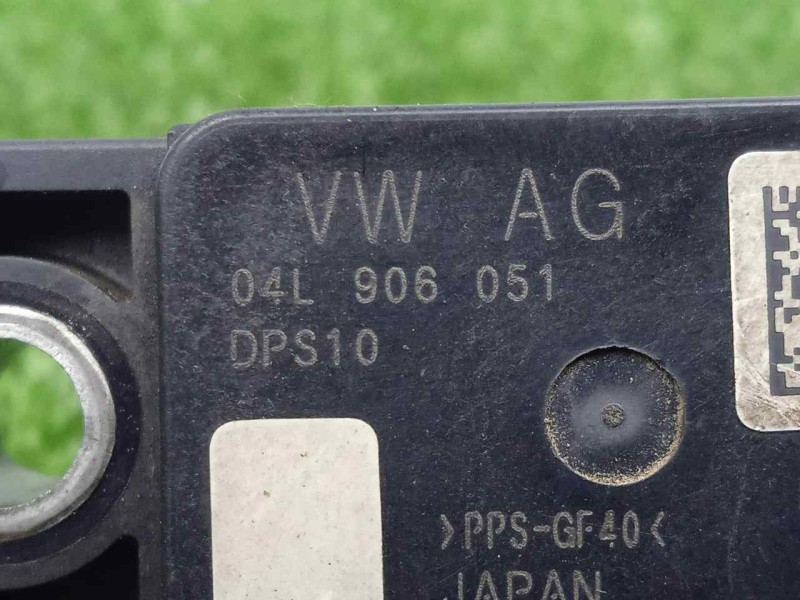 VW AG
04L 906 051
DPS10
>PPS-GF40<
JAPAN